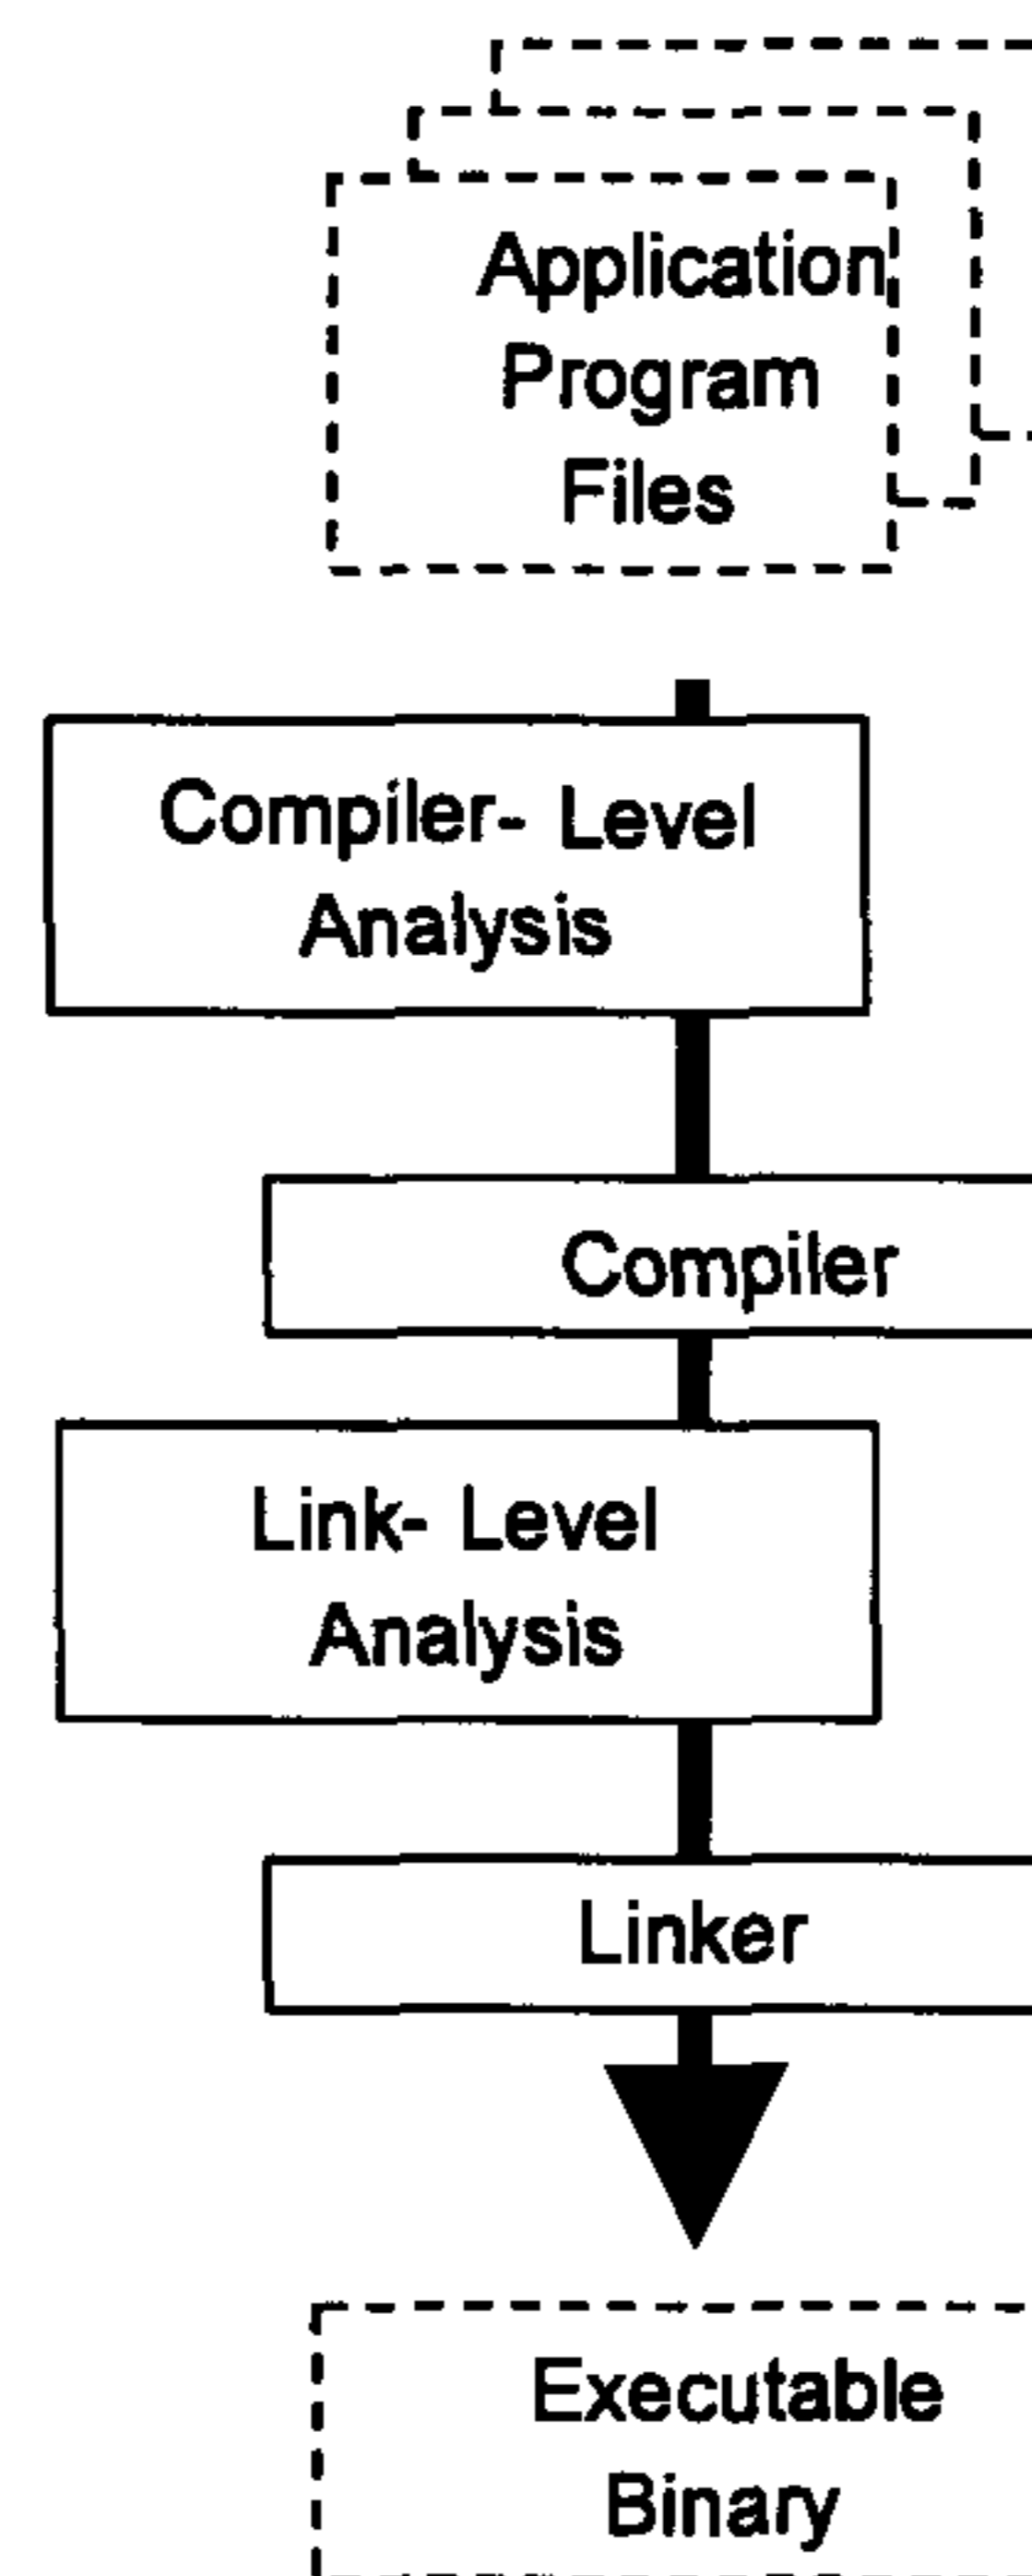 Application
Program
Files
Compiler- Level
Analysis
Compiler
Link- Level
Analysis
Linker
Executable
Binary